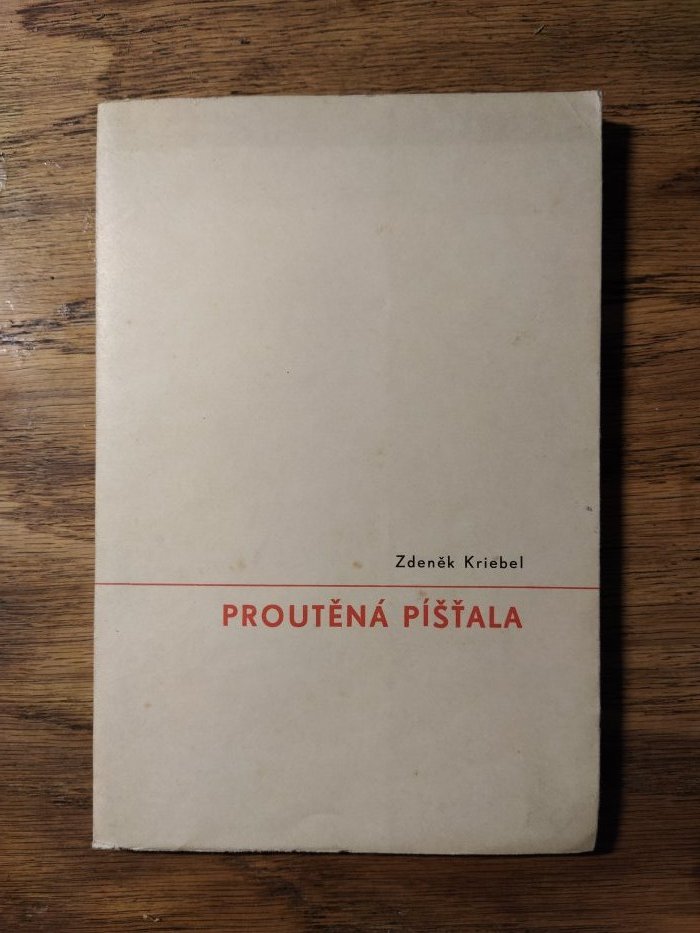 Zdeněk Kriebel
PROUTĚNÁ PÍŠŤALA